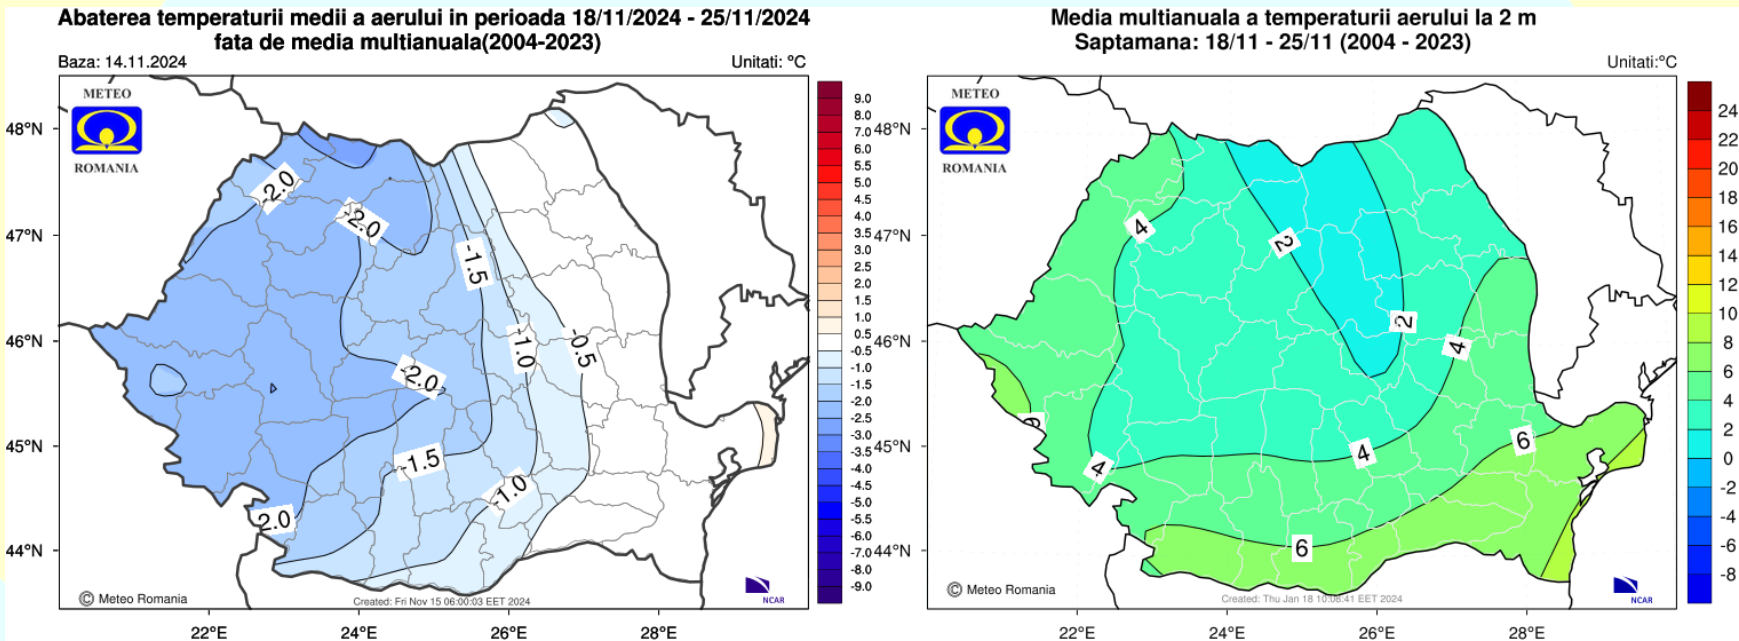 Abaterea temperaturii medii a aerului in perioada 18/11/2024 - 25/11/2024
fata de media multianuala(2004-2023)
Baza: 14.11.2024
Unitati: °C
METEO
ROMANIA
48°N
47°N
46°N
45°N
44°N
22°E
24°E
26°E
28°E
-2.0
-2.0
-1.5
-1.0
-0.5
-2.0
-1.5
-1.0
2.0
9.0
8.0
7.0
6.0
5.5
5.0
4.5
4.0
3.5
3.0
2.5
2.0
1.5
1.0
0.5
-0.5
-1.0
-1.5
-2.0
-2.5
-3.0
-3.5
-4.0
-4.5
-5.0
-5.5
-6.0
-7.0
-8.0
-9.0
© Meteo Romania
Created: Fri Nov 15 06:00:03 EET 2024
NCAR
Media multianuala a temperaturii aerului la 2 m
Saptamana: 18/11 - 25/11 (2004 - 2023)
Unitati:°C
METEO
ROMANIA
48°N
47°N
46°N
45°N
44°N
22°E
24°E
26°E
28°E
4
2
2
4
6
4
4
6
24
22
20
18
16
14
12
10
8
6
4
2
0
-2
-4
-6
-8
© Meteo Romania
Created: Thu Jan 18 10:08:41 EET 2024
NCAR